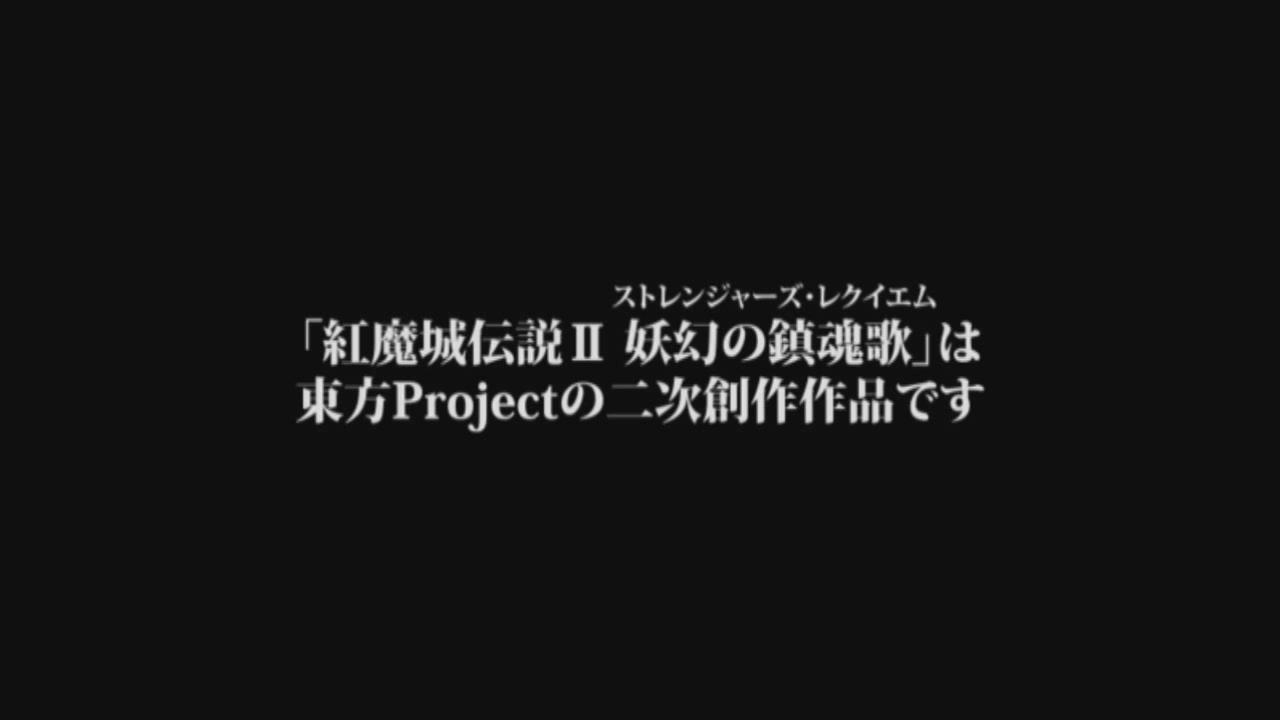 ストレンジャーズ・レクイエム
「紅魔城伝説Ⅱ 妖幻の鎮魂歌」は
東方Projectの二次創作作品です